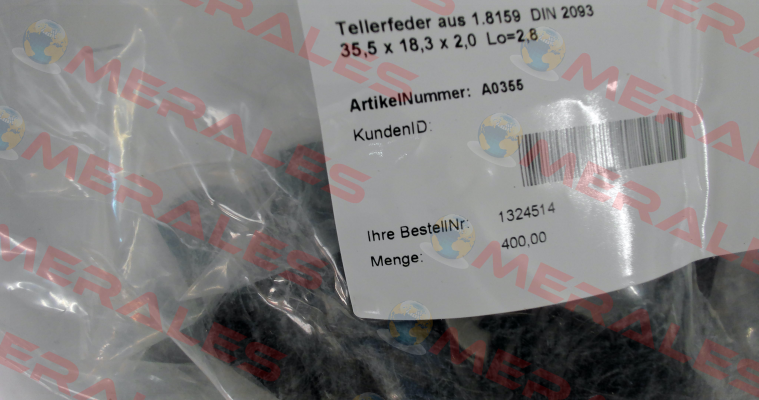 Tellerfeder aus 1.8159 DIN 2093
35,5 x 18,3 x 2,0 Lo=2,8
ArtikelNummer: A0355
KundenID:
Ihre BestellNr: 1324514
Menge: 400,00
MERALES
MERALES
MERALES
MERALES
MERALES
MERALES